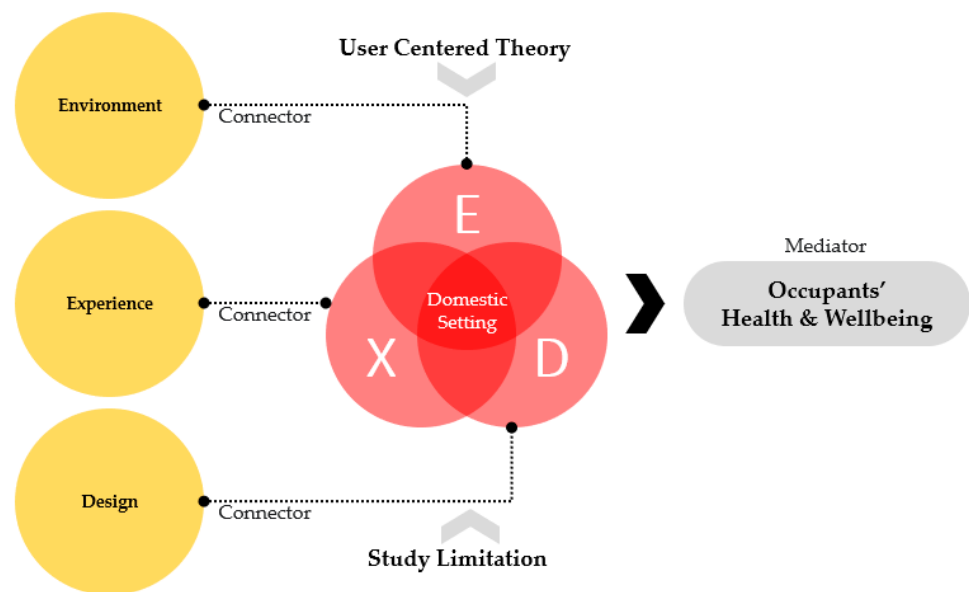 User Centered Theory
Environment
Connector
E
Mediator
Experience
Connector
Domestic
Setting
Occupants'
Health & Wellbeing
X
D
Design
Connector
Study Limitation